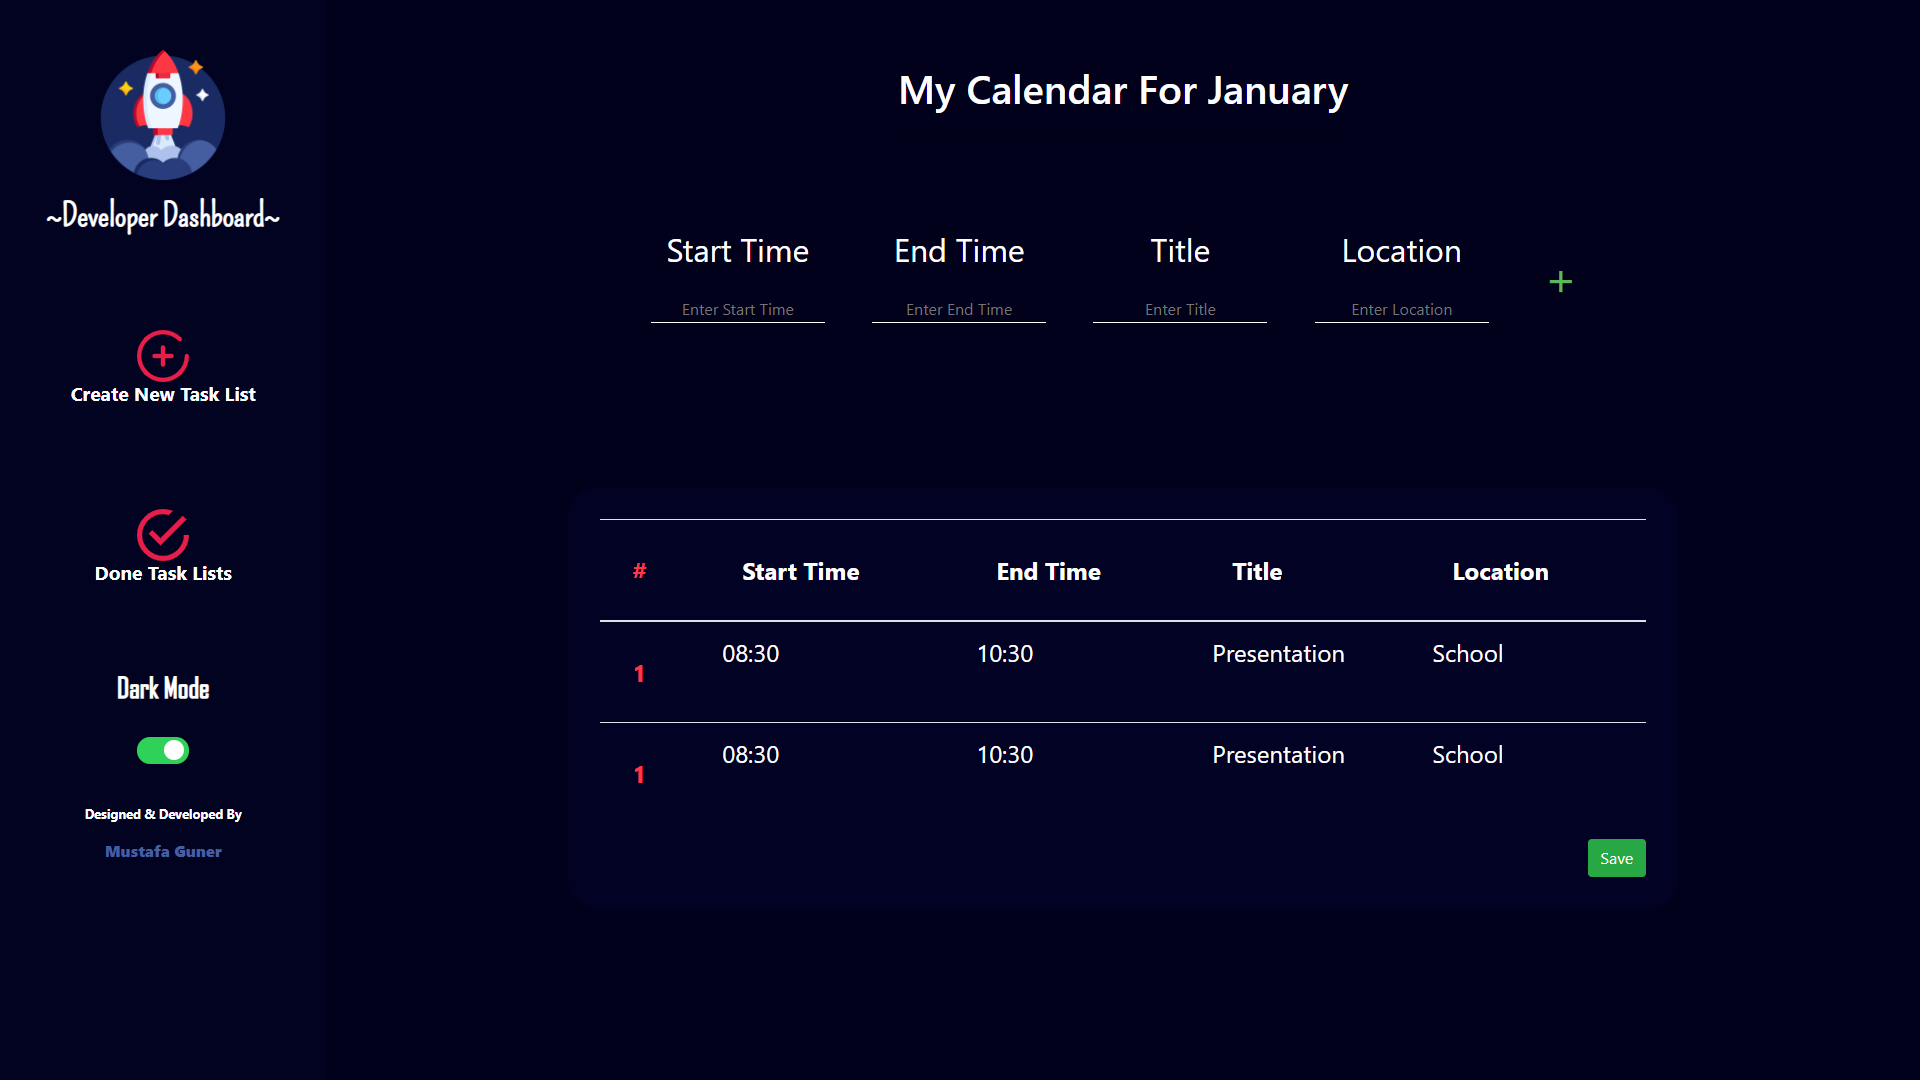 ~Developer Dashboard~
Create New Task List
Done Task Lists
Dark Mode
Designed & Developed By
Mustafa Guner
My Calendar For January
Start Time End Time Title Location
Enter Start Time Enter End Time Enter Title Enter Location
# Start Time End Time Title Location
1 08:30 10:30 Presentation School
1 08:30 10:30 Presentation School
Save